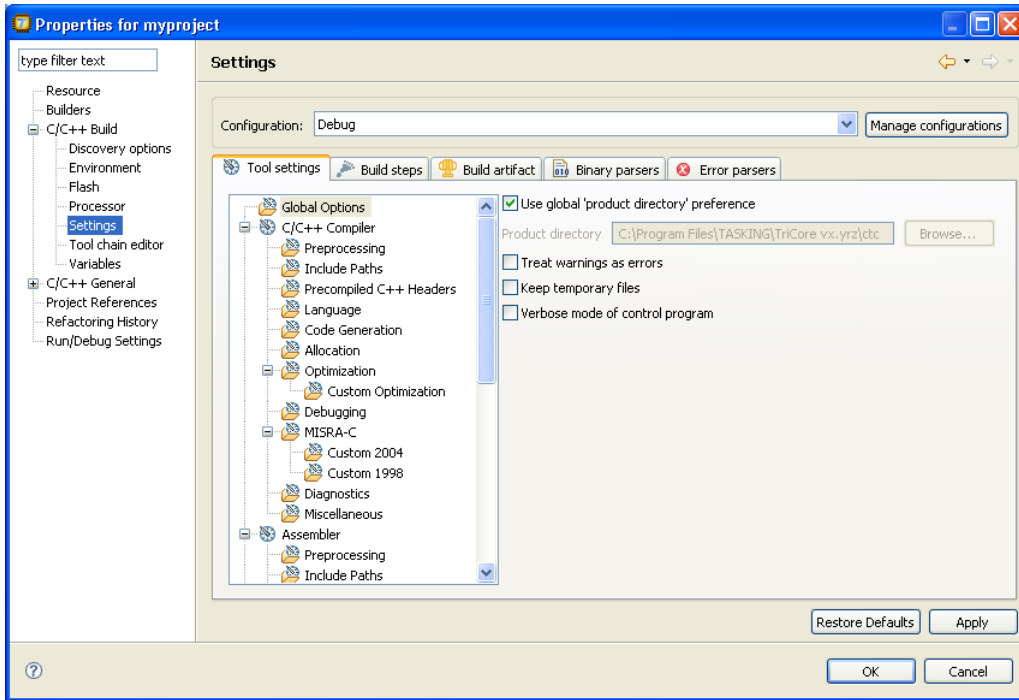 Properties for myproject
type filter text
Resource
Builders
C/C++ Build
Discovery options
Environment
Flash
Processor
Settings
Tool chain editor
Variables
C/C++ General
Project References
Refactoring History
Run/Debug Settings
Settings
Configuration: Debug Manage configurations
Tool settings Build steps Build artifact Binary parsers Error parsers
Global Options
C/C++ Compiler
Preprocessing
Include Paths
Precompiled C++ Headers
Language
Code Generation
Allocation
Optimization
Custom Optimization
Debugging
MISRA-C
Custom 2004
Custom 1998
Diagnostics
Miscellaneous
Assembler
Preprocessing
Include Paths
Use global 'product directory' preference
Product directory C:\Program Files\TASKING\TriCore vx.yrz\ctc Browse...
Treat warnings as errors
Keep temporary files
Verbose mode of control program
Restore Defaults Apply
OK Cancel